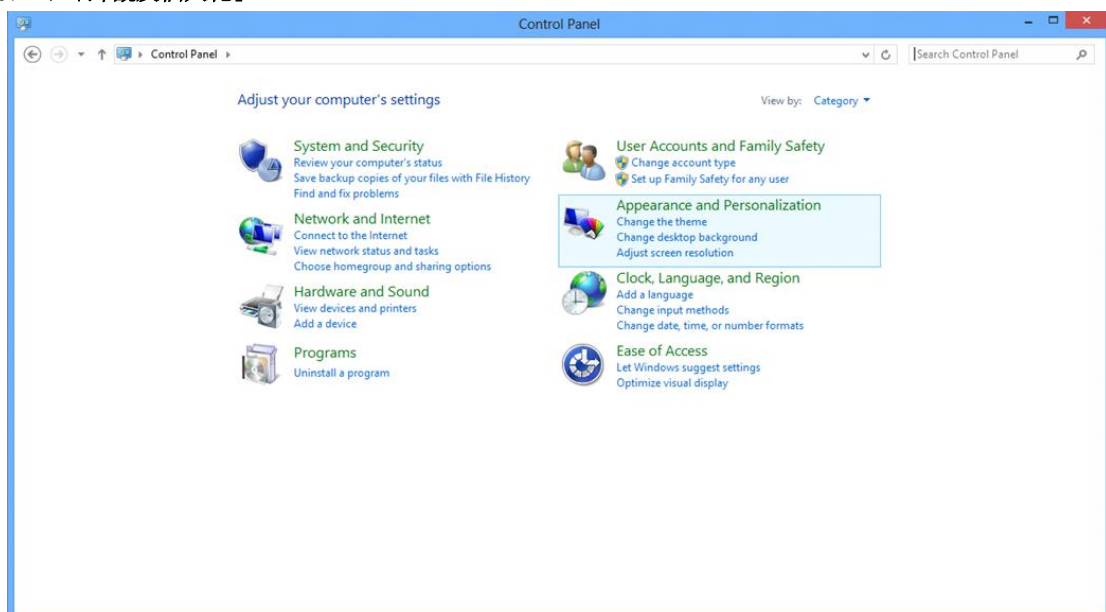 Control Panel
Control Panel
Search Control Panel
Adjust your computer's settings
View by: Category
System and Security
Review your computer's status
Save backup copies of your files with File History
Find and fix problems
Network and Internet
Connect to the Internet
View network status and tasks
Choose homegroup and sharing options
Hardware and Sound
View devices and printers
Add a device
Programs
Uninstall a program
User Accounts and Family Safety
Change account type
Set up Family Safety for any user
Appearance and Personalization
Change the theme
Change desktop background
Adjust screen resolution
Clock, Language, and Region
Add a language
Change input methods
Change date, time, or number formats
Ease of Access
Let Windows suggest settings
Optimize visual display